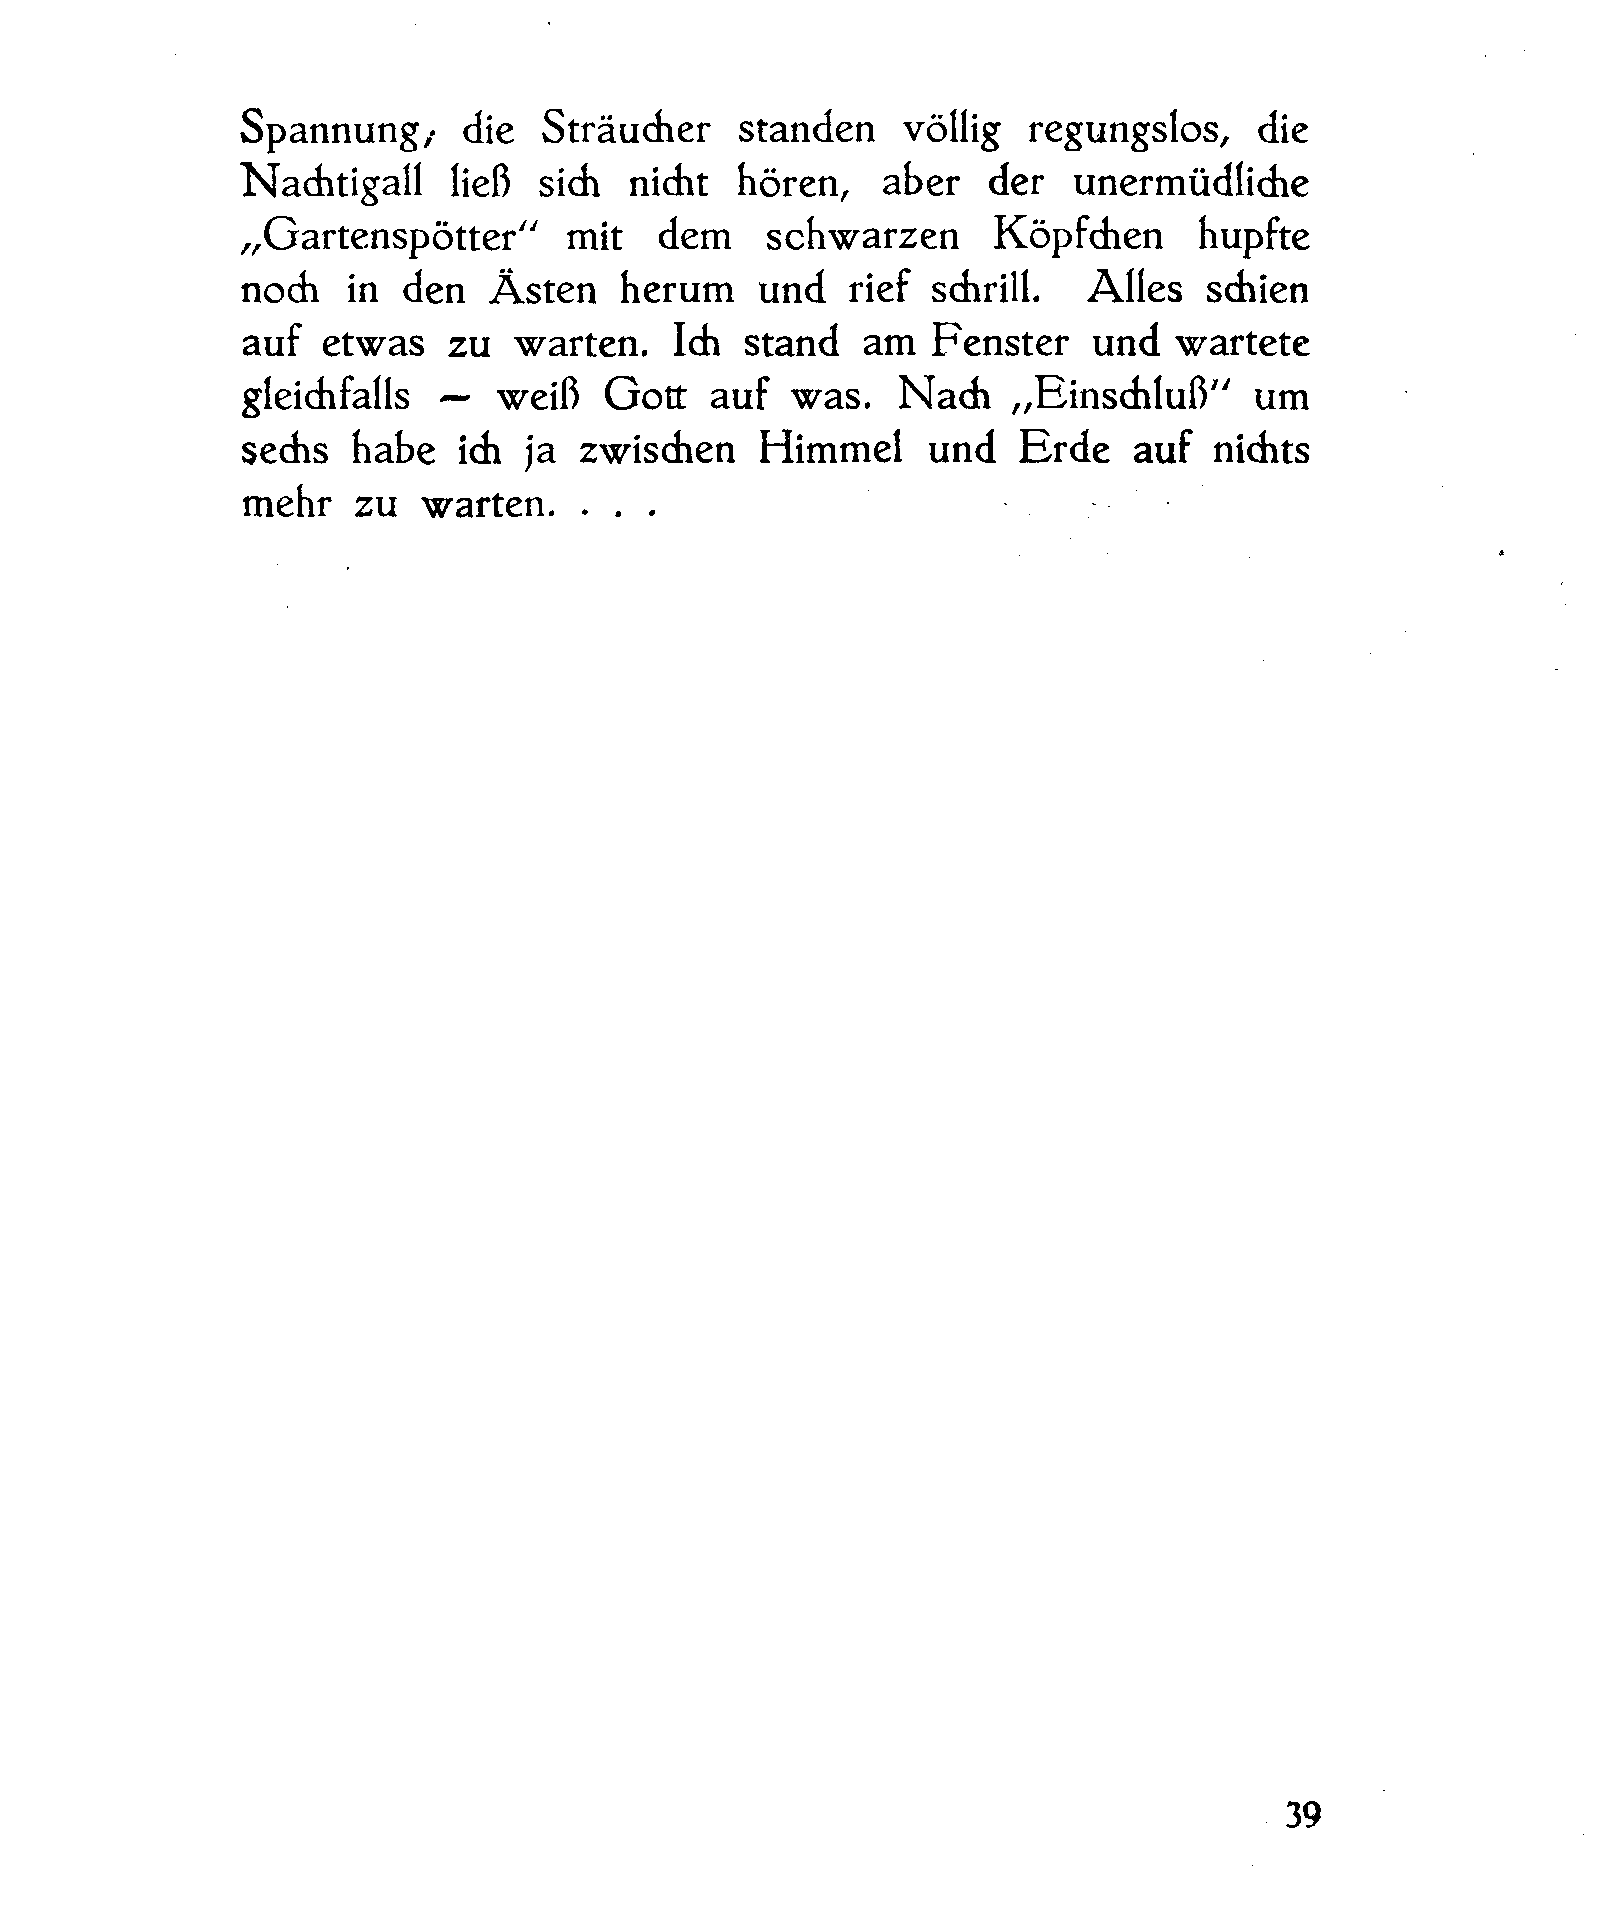 Spannung; die Sträucher standen völlig regungslos, die
Nachtigall ließ sich nicht hören, aber der unermüdliche
„Gartenspötter“ mit dem schwarzen Köpfchen hupfte
noch in den Ästen herum und rief schrill. Alles schien
auf etwas zu warten. Ich stand am Fenster und wartete
gleichfalls — weiß Gott auf was. Nach „Einschluß“ um
sechs habe ich ja zwischen Himmel und Erde auf nichts
mehr zu warten. . . .
39